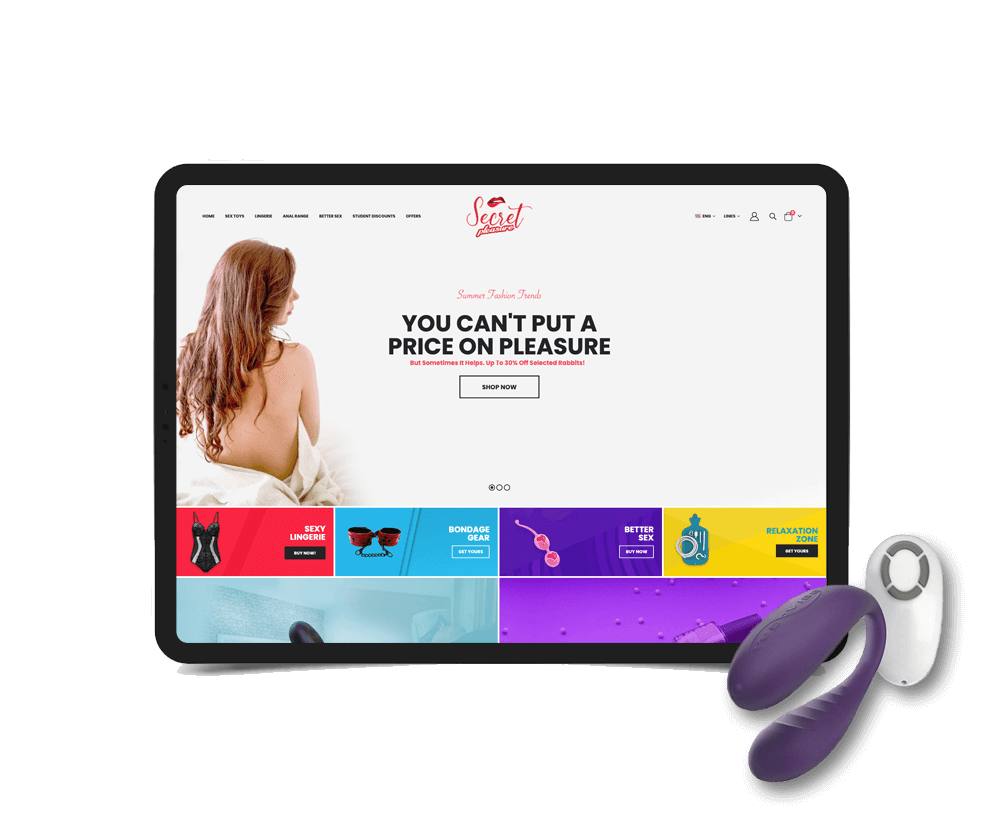 HOME SEX TOYS LINGERIE ANAL RANGE BETTER SEX STUDENT DISCOUNTS OFFERS
Secret
pleasure
ENG LINKS
Summer Fashion Trends
YOU CAN'T PUT A
PRICE ON PLEASURE
But Sometimes It Helps. Up To 30% Off Selected Rabbits!
SHOP NOW
SEXY
LINGERIE
BUY NOW!
BONDAGE
GEAR
GET YOURS
BETTER
SEX
BUY NOW
RELAXATION
ZONE
GET YOURS